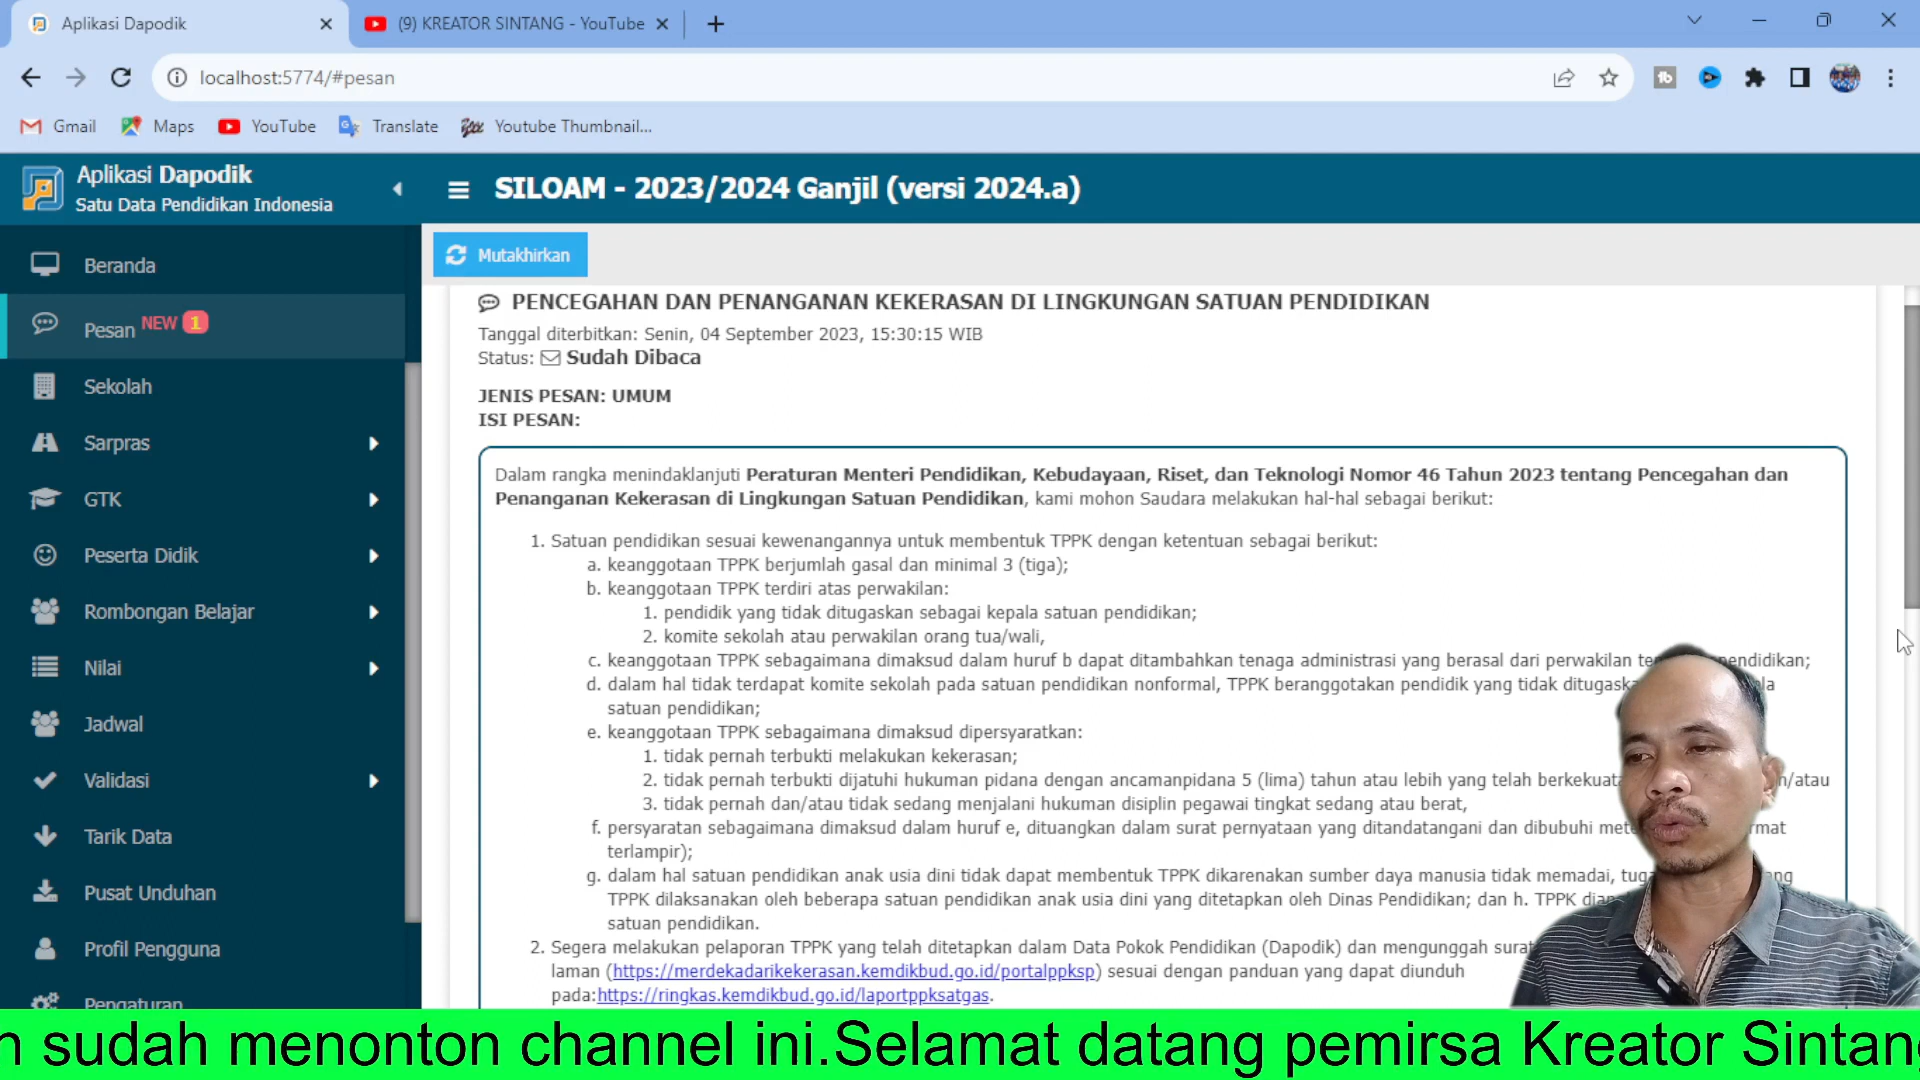 Aplikasi Dapodik
(9) KREATOR SINTANG - YouTube
localhost:5774/#pesan
Gmail
Maps
YouTube
Translate
Youtube Thumbnail...
Aplikasi Dapodik
Satu Data Pendidikan Indonesia
SILOAM - 2023/2024 Ganjil (versi 2024.a)
Mutakhirkan
Beranda
Pesan NEW 1
Sekolah
Sarpras
GTK
Peserta Didik
Rombongan Belajar
Nilai
Jadwal
Validasi
Tarik Data
Pusat Unduhan
Profil Pengguna
Pengaturan
PENCEGAHAN DAN PENANGANAN KEKERASAN DI LINGKUNGAN SATUAN PENDIDIKAN
Tanggal diterbitkan: Senin, 04 September 2023, 15:30:15 WIB
Status: Sudah Dibaca
JENIS PESAN: UMUM
ISI PESAN:
Dalam rangka menindaklanjuti Peraturan Menteri Pendidikan, Kebudayaan, Riset, dan Teknologi Nomor 46 Tahun 2023 tentang Pencegahan dan
Penanganan Kekerasan di Lingkungan Satuan Pendidikan, kami mohon Saudara melakukan hal-hal sebagai berikut:
1. Satuan pendidikan sesuai kewenangannya untuk membentuk TPPK dengan ketentuan sebagai berikut:
a. keanggotaan TPPK berjumlah gasal dan minimal 3 (tiga);
b. keanggotaan TPPK terdiri atas perwakilan:
1. pendidik yang tidak ditugaskan sebagai kepala satuan pendidikan;
2. komite sekolah atau perwakilan orang tua/wali,
c. keanggotaan TPPK sebagaimana dimaksud dalam huruf b dapat ditambahkan tenaga administrasi yang berasal dari perwakilan pendidikan;
d. dalam hal tidak terdapat komite sekolah pada satuan pendidikan nonformal, TPPK beranggotakan pendidik yang tidak
satuan pendidikan;
e. keanggotaan TPPK sebagaimana dimaksud dipersyaratkan:
1. tidak pernah terbukti melakukan kekerasan;
2. tidak pernah terbukti dijatuhi hukuman pidana dengan ancamanpidana 5 (lima) tahun atau lebih yang telah
3. tidak pernah dan/atau tidak sedang menjalani hukuman disiplin pegawai tingkat sedang atau berat,
f. persyaratan sebagaimana dimaksud dalam huruf e, dituangkan dalam surat pernyataan yang ditandatangani dan dibubuhi
terlampir);
g. dalam hal satuan pendidikan anak usia dini tidak dapat membentuk TPPK dikarenakan sumber daya manusia tidak memadai,
TPPK dilaksanakan oleh beberapa satuan pendidikan anak usia dini yang ditetapkan oleh Dinas Pendidikan; dan h. TPPK
satuan pendidikan.
2. Segera melakukan pelaporan TPPK yang telah ditetapkan dalam Data Pokok Pendidikan (Dapodik) dan mengunggah surat
laman (https://merdekadarikekerasan.kemdikbud.go.id/portalppksp) sesuai dengan panduan yang dapat diunduh
pada:https://ringkas.kemdikbud.go.id/laportppksatgas.
n sudah menonton channel ini.Selamat datang pemirsa Kreator Sintang